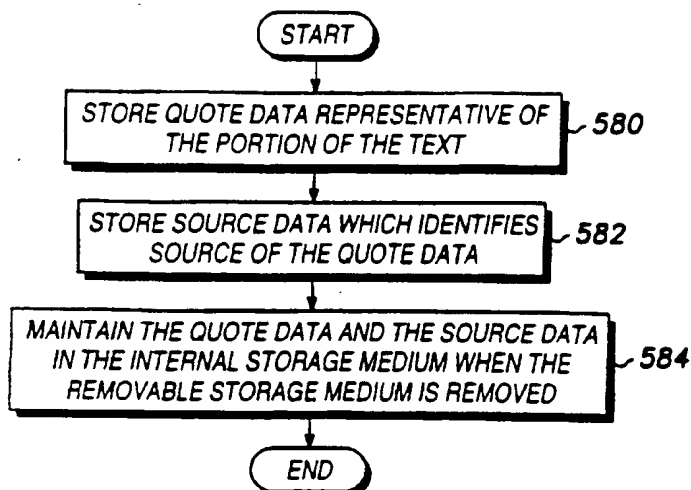 START
STORE QUOTE DATA REPRESENTATIVE OF
THE PORTION OF THE TEXT
580
STORE SOURCE DATA WHICH IDENTIFIES
SOURCE OF THE QUOTE DATA
582
MAINTAIN THE QUOTE DATA AND THE SOURCE DATA
IN THE INTERNAL STORAGE MEDIUM WHEN THE
REMOVABLE STORAGE MEDIUM IS REMOVED
584
END